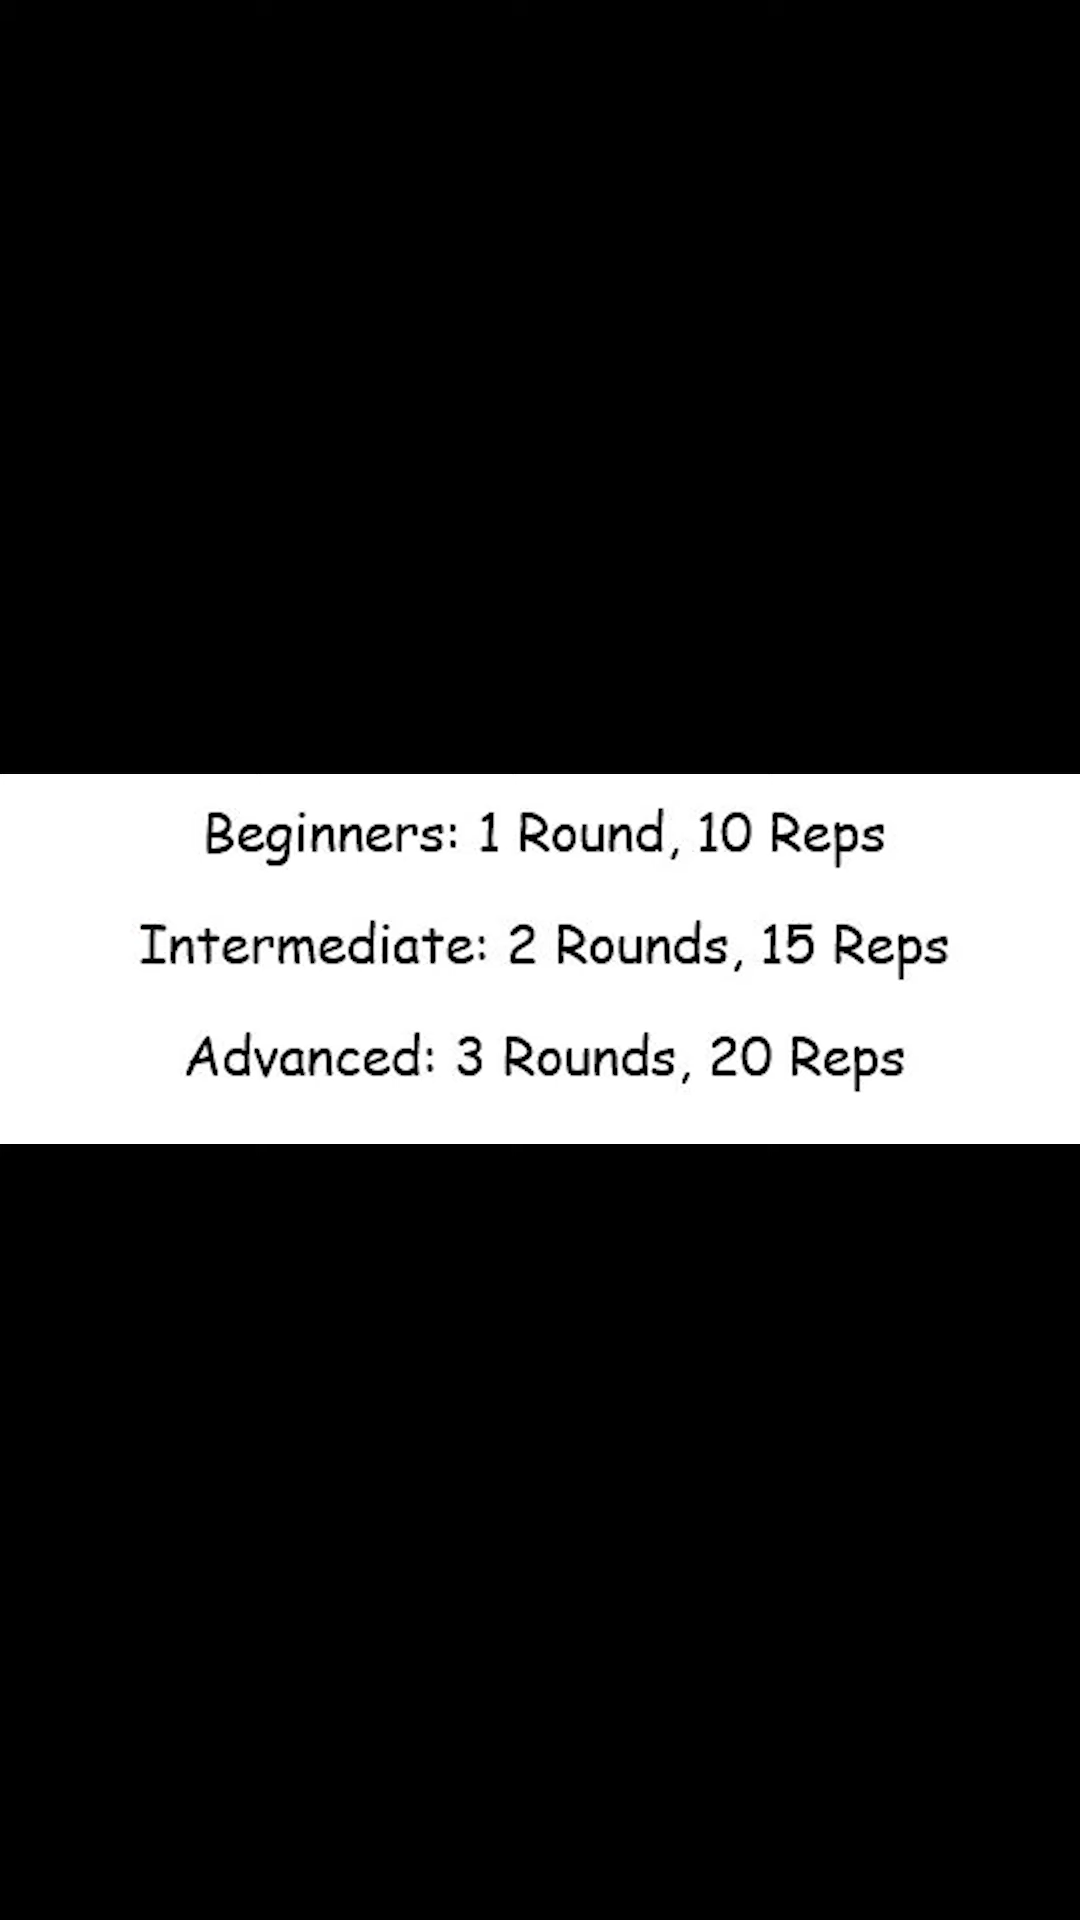 Beginners: 1 Round, 10 Reps
Intermediate: 2 Rounds, 15 Reps
Advanced: 3 Rounds, 20 Reps